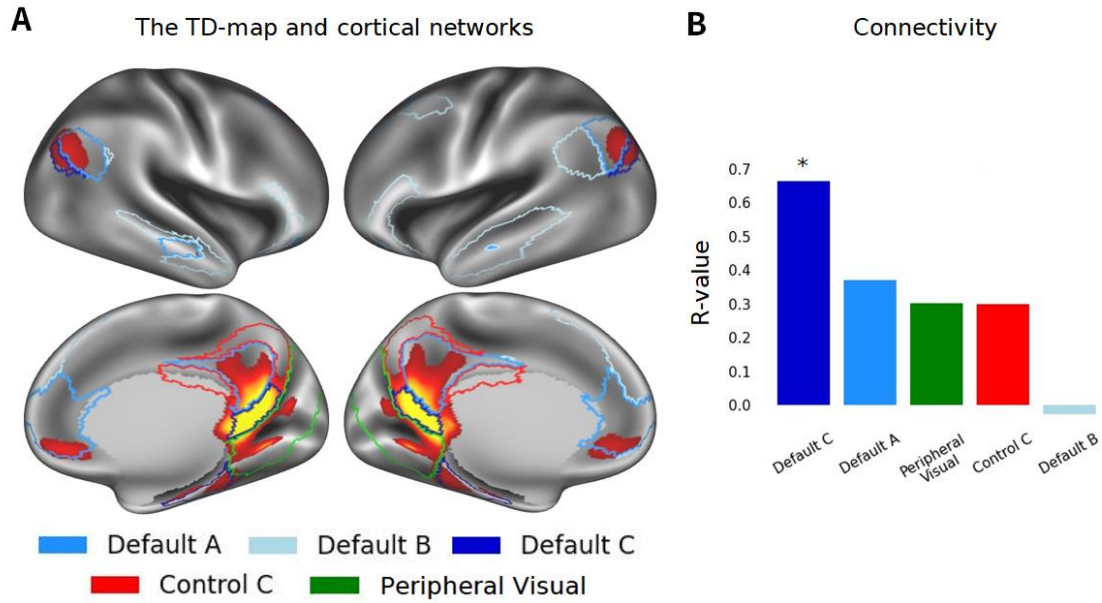 A
The TD-map and cortical networks
Default A
Default B
Default C
Control C
Peripheral Visual
B
Connectivity
R-value
0.7
0.6
0.5
0.4
0.3
0.2
0.1
0.0
*
Default C
Default A
Peripheral
Visual
Control C
Default B